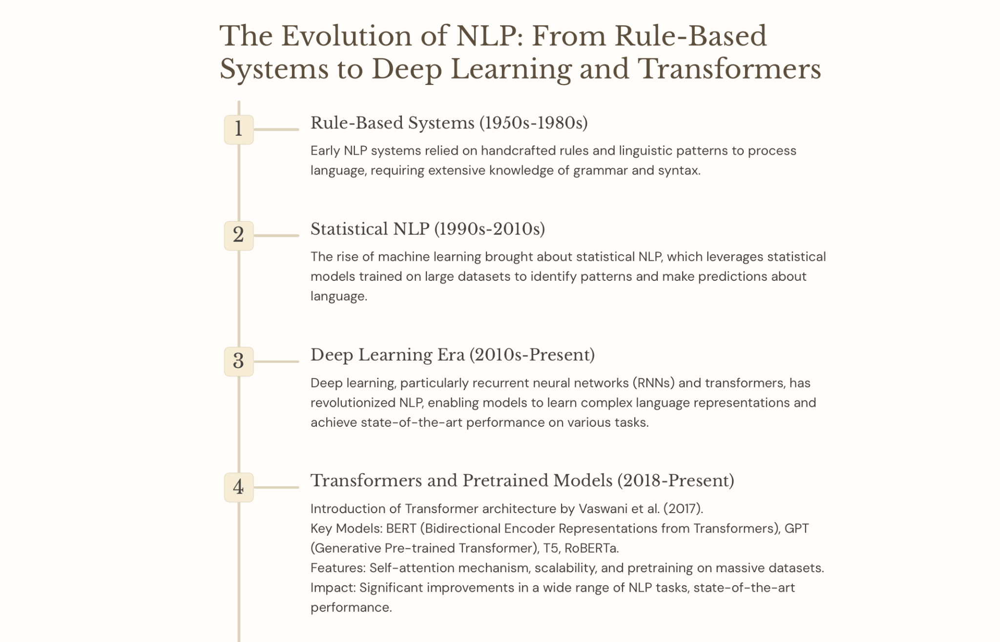 The Evolution of NLP: From Rule-Based
Systems to Deep Learning and Transformers
1
Rule-Based Systems (1950s-1980s)
Early NLP systems relied on handcrafted rules and linguistic patterns to process
language, requiring extensive knowledge of grammar and syntax.
2
Statistical NLP (1990s-2010s)
The rise of machine learning brought about statistical NLP, which leverages statistical
models trained on large datasets to identify patterns and make predictions about
language.
3
Deep Learning Era (2010s-Present)
Deep learning, particularly recurrent neural networks (RNNs) and transformers, has
revolutionized NLP, enabling models to learn complex language representations and
achieve state-of-the-art performance on various tasks.
4
Transformers and Pretrained Models (2018-Present)
Introduction of Transformer architecture by Vaswani et al. (2017).
Key Models: BERT (Bidirectional Encoder Representations from Transformers), GPT
(Generative Pre-trained Transformer), T5, RoBERTa.
Features: Self-attention mechanism, scalability, and pretraining on massive datasets.
Impact: Significant improvements in a wide range of NLP tasks, state-of-the-art
performance.